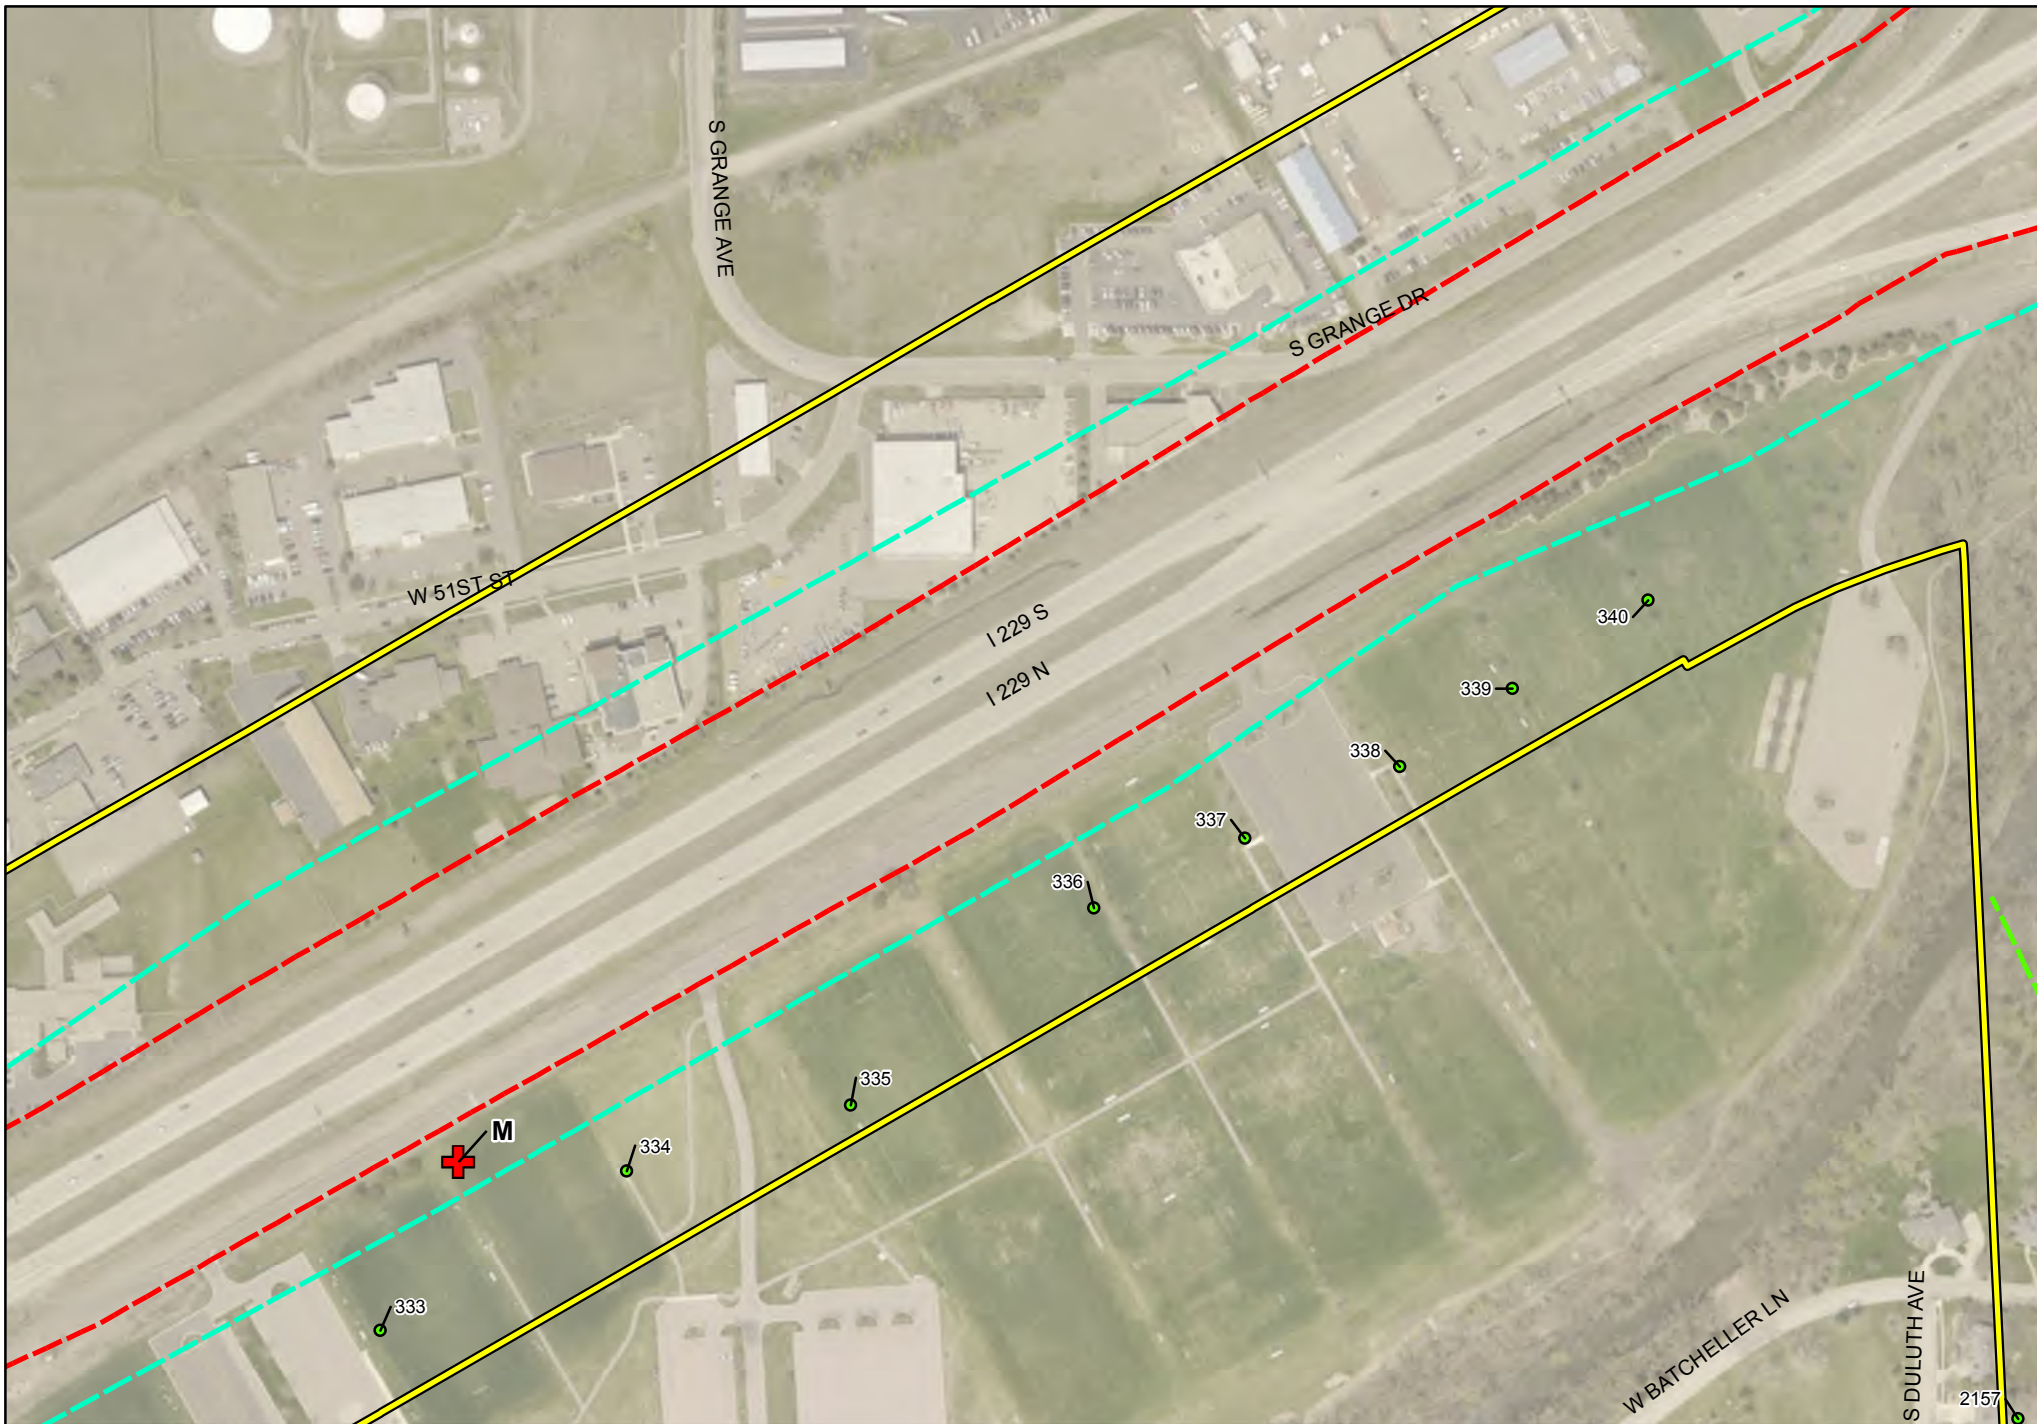 S GRANGE AVE
S GRANGE DR
W 51ST ST
I 229 S
I 229 N
340
339
338
337
336
335
M
334
333
W BATCHELLER LN
S DULUTH AVE
2157